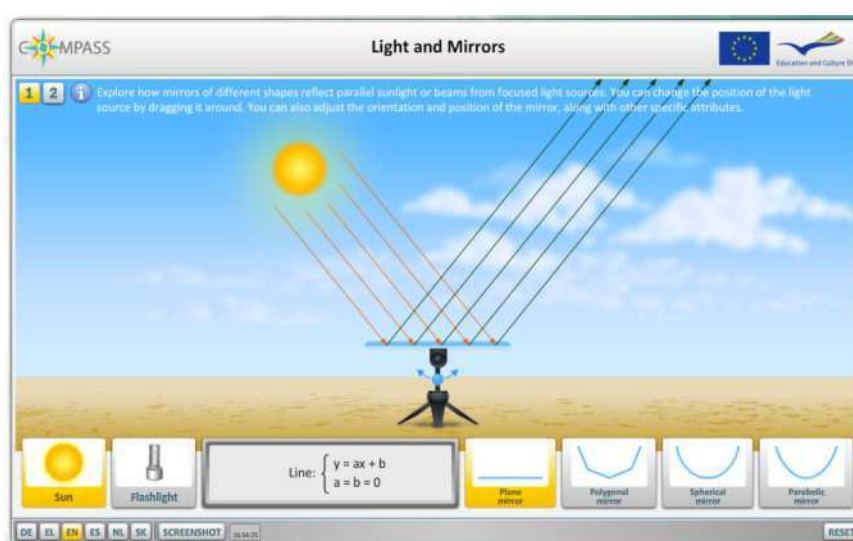 COMPASS
Light and Mirrors
Education and Culture DG
1 2 i Explore how mirrors of different shapes reflect parallel sunlight or beams from focused light sources. You can change the position of the light
source by dragging it around. You can also adjust the orientation and position of the mirror, along with other specific attributes.
Sun
Flashlight
Line: { y = ax + b
a = b = 0
Plane
mirror
Polygonal
mirror
Spherical
mirror
Parabolic
mirror
DE EL EN ES NL SK SCREENSHOT RESET